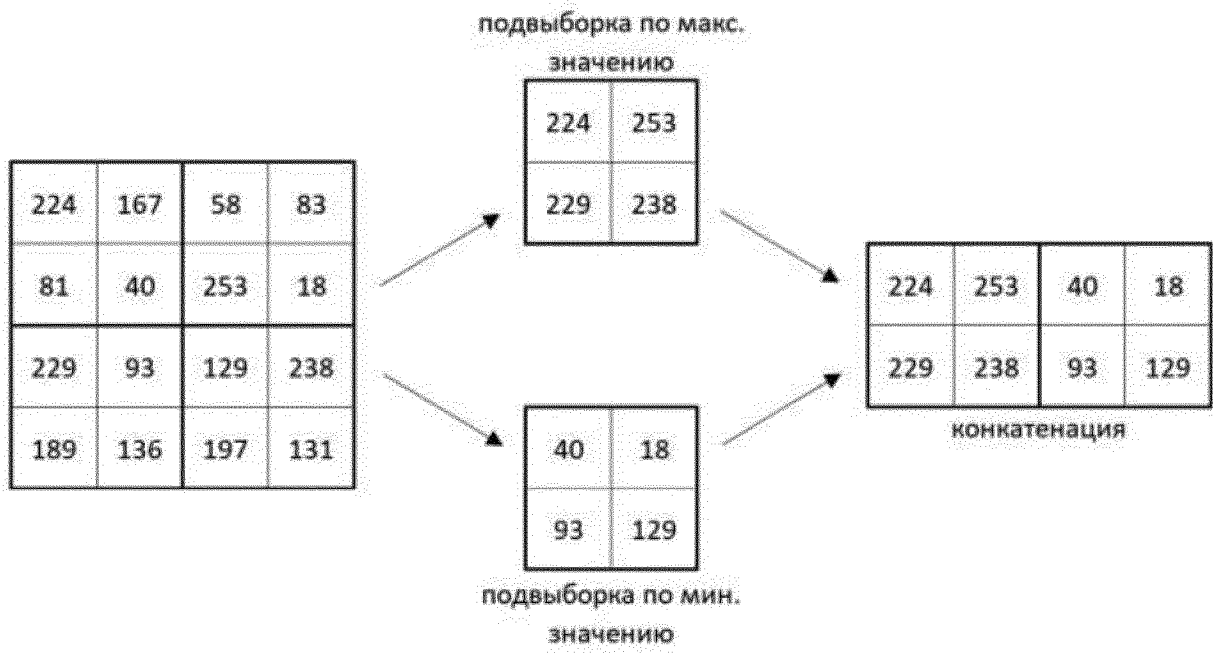 подвыборка по макс.
значению
224 253
229 238
224 167 58 83
81 40 253 18
229 93 129 238
189 136 197 131
40 18
93 129
подвыборка по мин.
значению
224 253 40 18
229 238 93 129
конкатенация